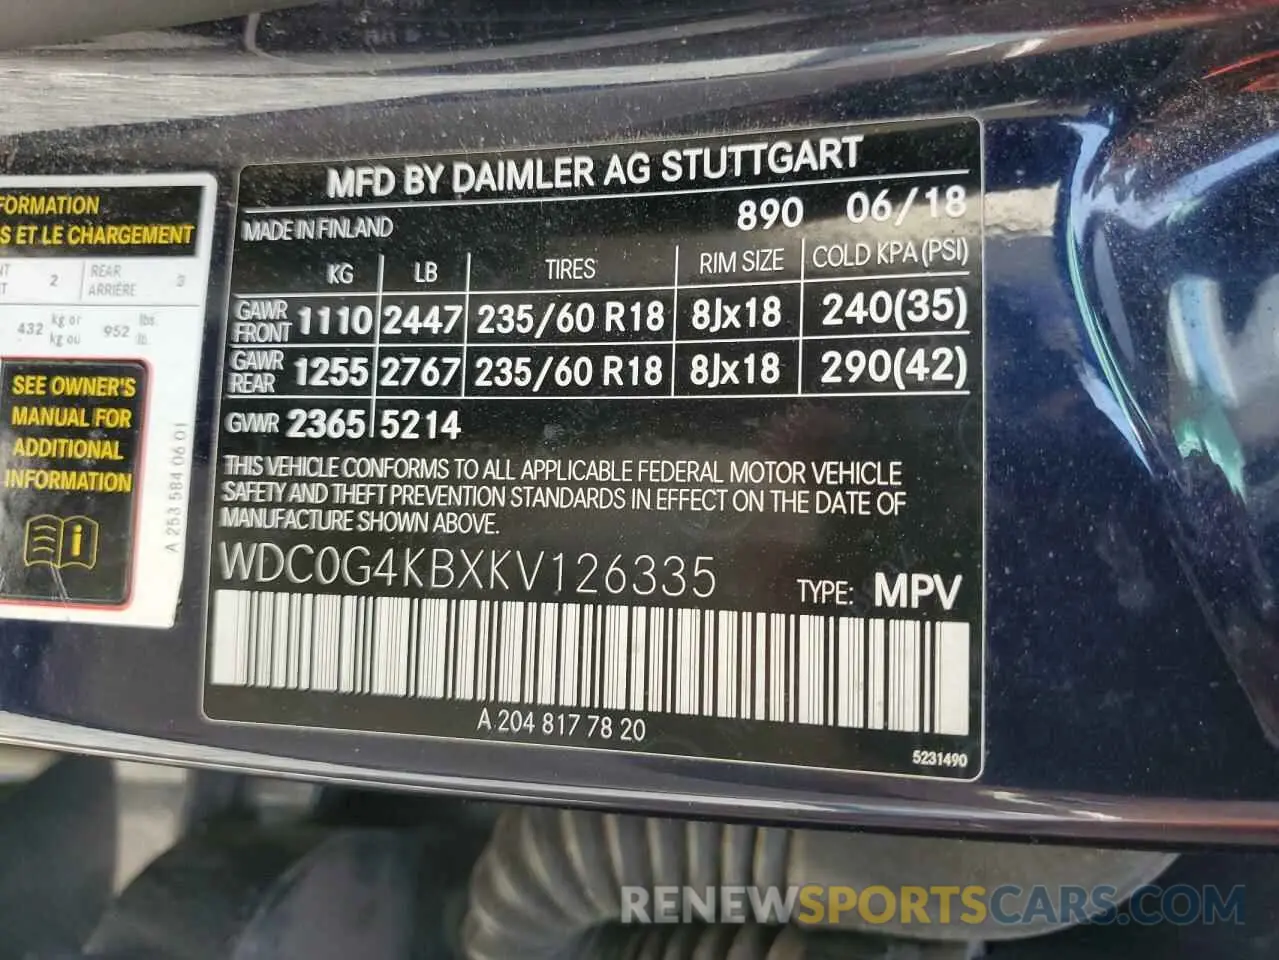 MFD BY DAIMLER AG STUTTGART
MADE IN FINLAND 890 06/18
KG LB TIRES RIM SIZE COLD KPA (PSI)
GAWR FRONT 1110 2447 235/60 R18 8Jx18 240(35)
GAWR REAR 1255 2767 235/60 R18 8Jx18 290(42)
GVWR 2365 5214
THIS VEHICLE CONFORMS TO ALL APPLICABLE FEDERAL MOTOR VEHICLE
SAFETY AND THEFT PREVENTION STANDARDS IN EFFECT ON THE DATE OF
MANUFACTURE SHOWN ABOVE.
WDC0G4KBXKV126335 TYPE: MPV
A 204 817 78 20
5231490
FORMATION
S ET LE CHARGEMENT
NT 2 REAR 3
NT ARRIÈRE
432 kg or 952 lbs.
kg ou lb.
SEE OWNER'S
MANUAL FOR
ADDITIONAL
INFORMATION
A 253 584 06 01
RENEWSPORTSCARS.COM